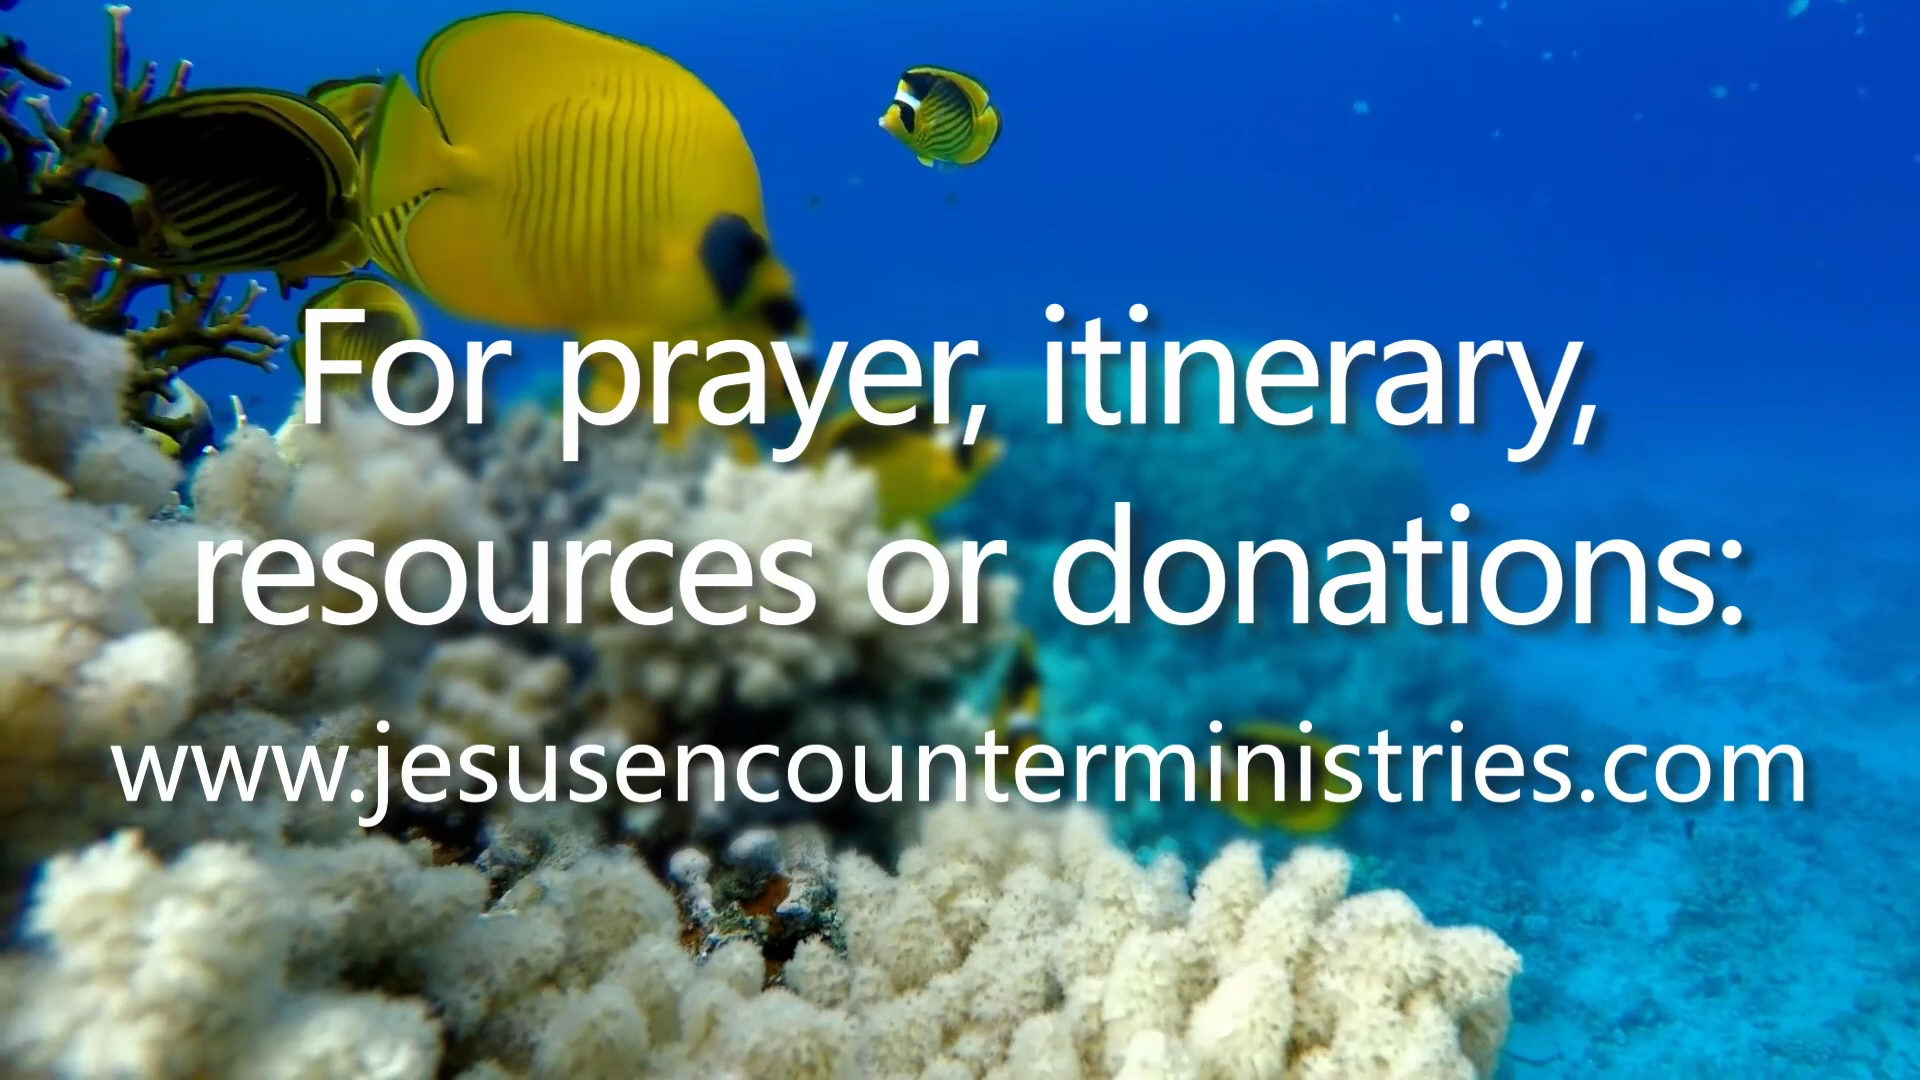 For prayer, itinerary,
resources or donations:
www.jesusencounterministries.com